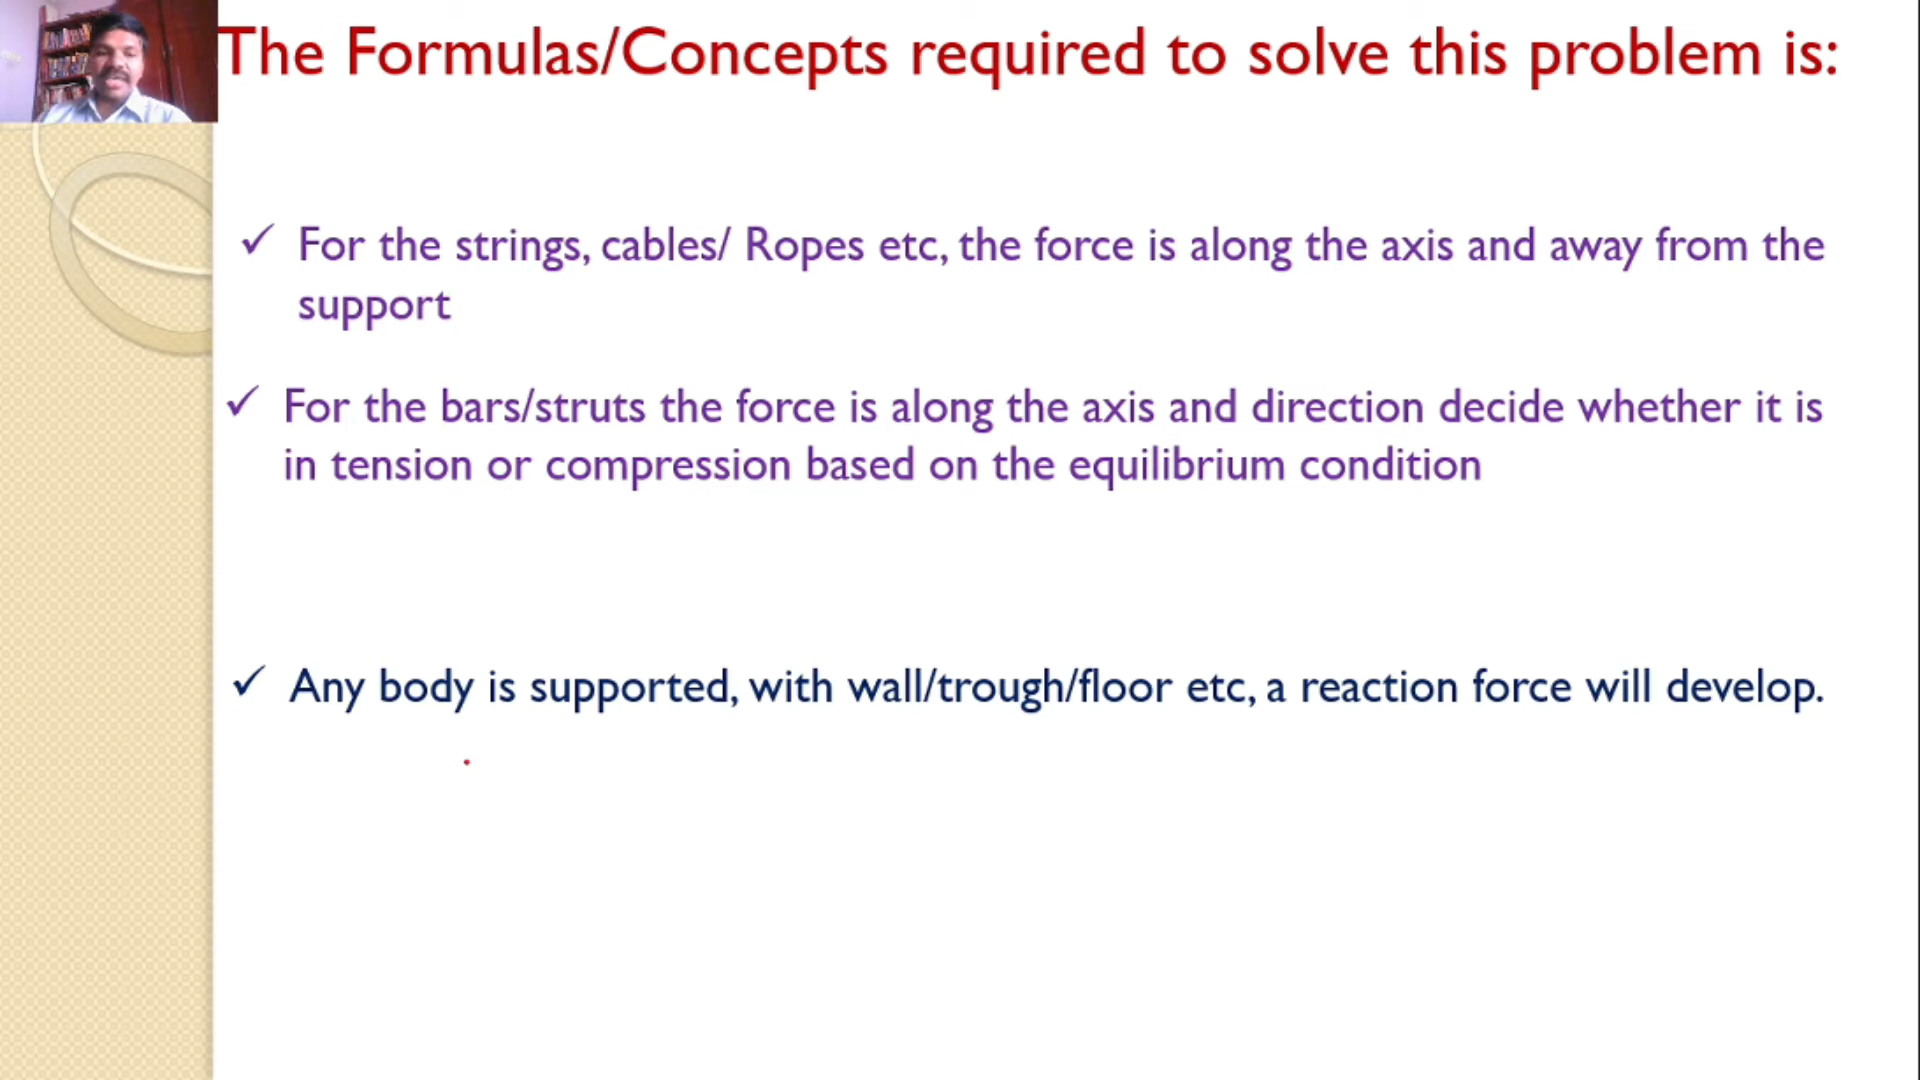 The Formulas/Concepts required to solve this problem is:
✓ For the strings, cables/ Ropes etc, the force is along the axis and away from the
support
✓ For the bars/struts the force is along the axis and direction decide whether it is
in tension or compression based on the equilibrium condition
✓ Any body is supported, with wall/trough/floor etc, a reaction force will develop.